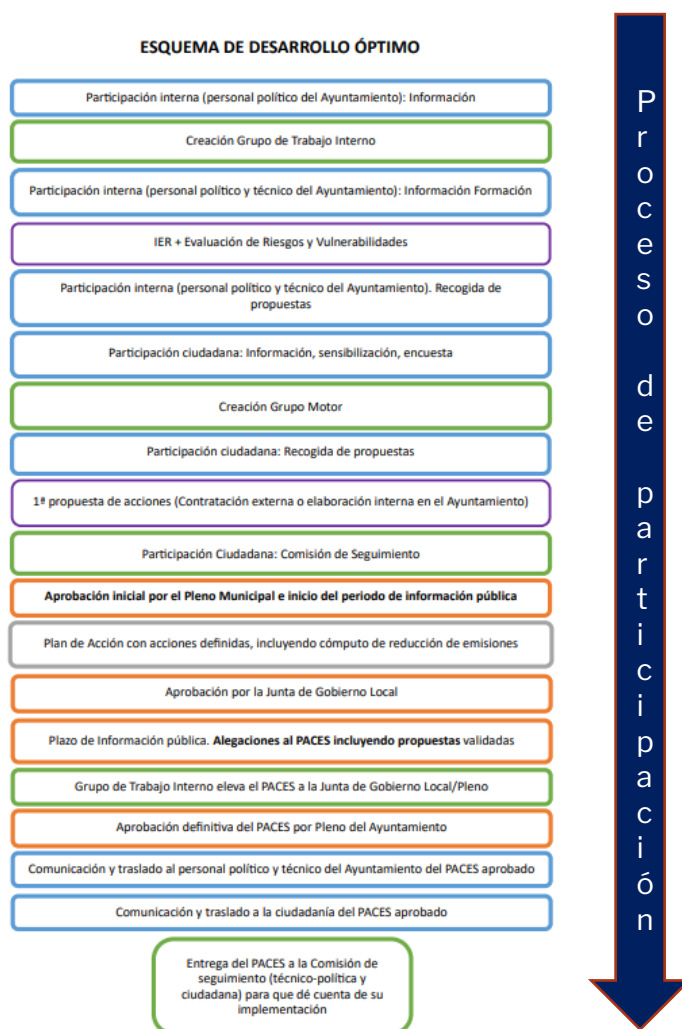 ESQUEMA DE DESARROLLO ÓPTIMO
Participación interna (personal político del Ayuntamiento): Información
Creación Grupo de Trabajo Interno
Participación interna (personal político y técnico del Ayuntamiento): Información Formación
IER + Evaluación de Riesgos y Vulnerabilidades
Participación interna (personal político y técnico del Ayuntamiento). Recogida de
propuestas
Participación ciudadana: Información, sensibilización, encuesta
Creación Grupo Motor
Participación ciudadana: Recogida de propuestas
1ª propuesta de acciones (Contratación externa o elaboración interna en el Ayuntamiento)
Participación Ciudadana: Comisión de Seguimiento
Aprobación inicial por el Pleno Municipal e inicio del periodo de información pública
Plan de Acción con acciones definidas, incluyendo cómputo de reducción de emisiones
Aprobación por la Junta de Gobierno Local
Plazo de Información pública. Alegaciones al PACES incluyendo propuestas validadas
Grupo de Trabajo Interno eleva el PACES a la Junta de Gobierno Local/Pleno
Aprobación definitiva del PACES por Pleno del Ayuntamiento
Comunicación y traslado al personal político y técnico del Ayuntamiento del PACES aprobado
Comunicación y traslado a la ciudadanía del PACES aprobado
Entrega del PACES a la Comisión de
seguimiento (técnico-política y
ciudadana) para que dé cuenta de su
implementación
Proceso de participación